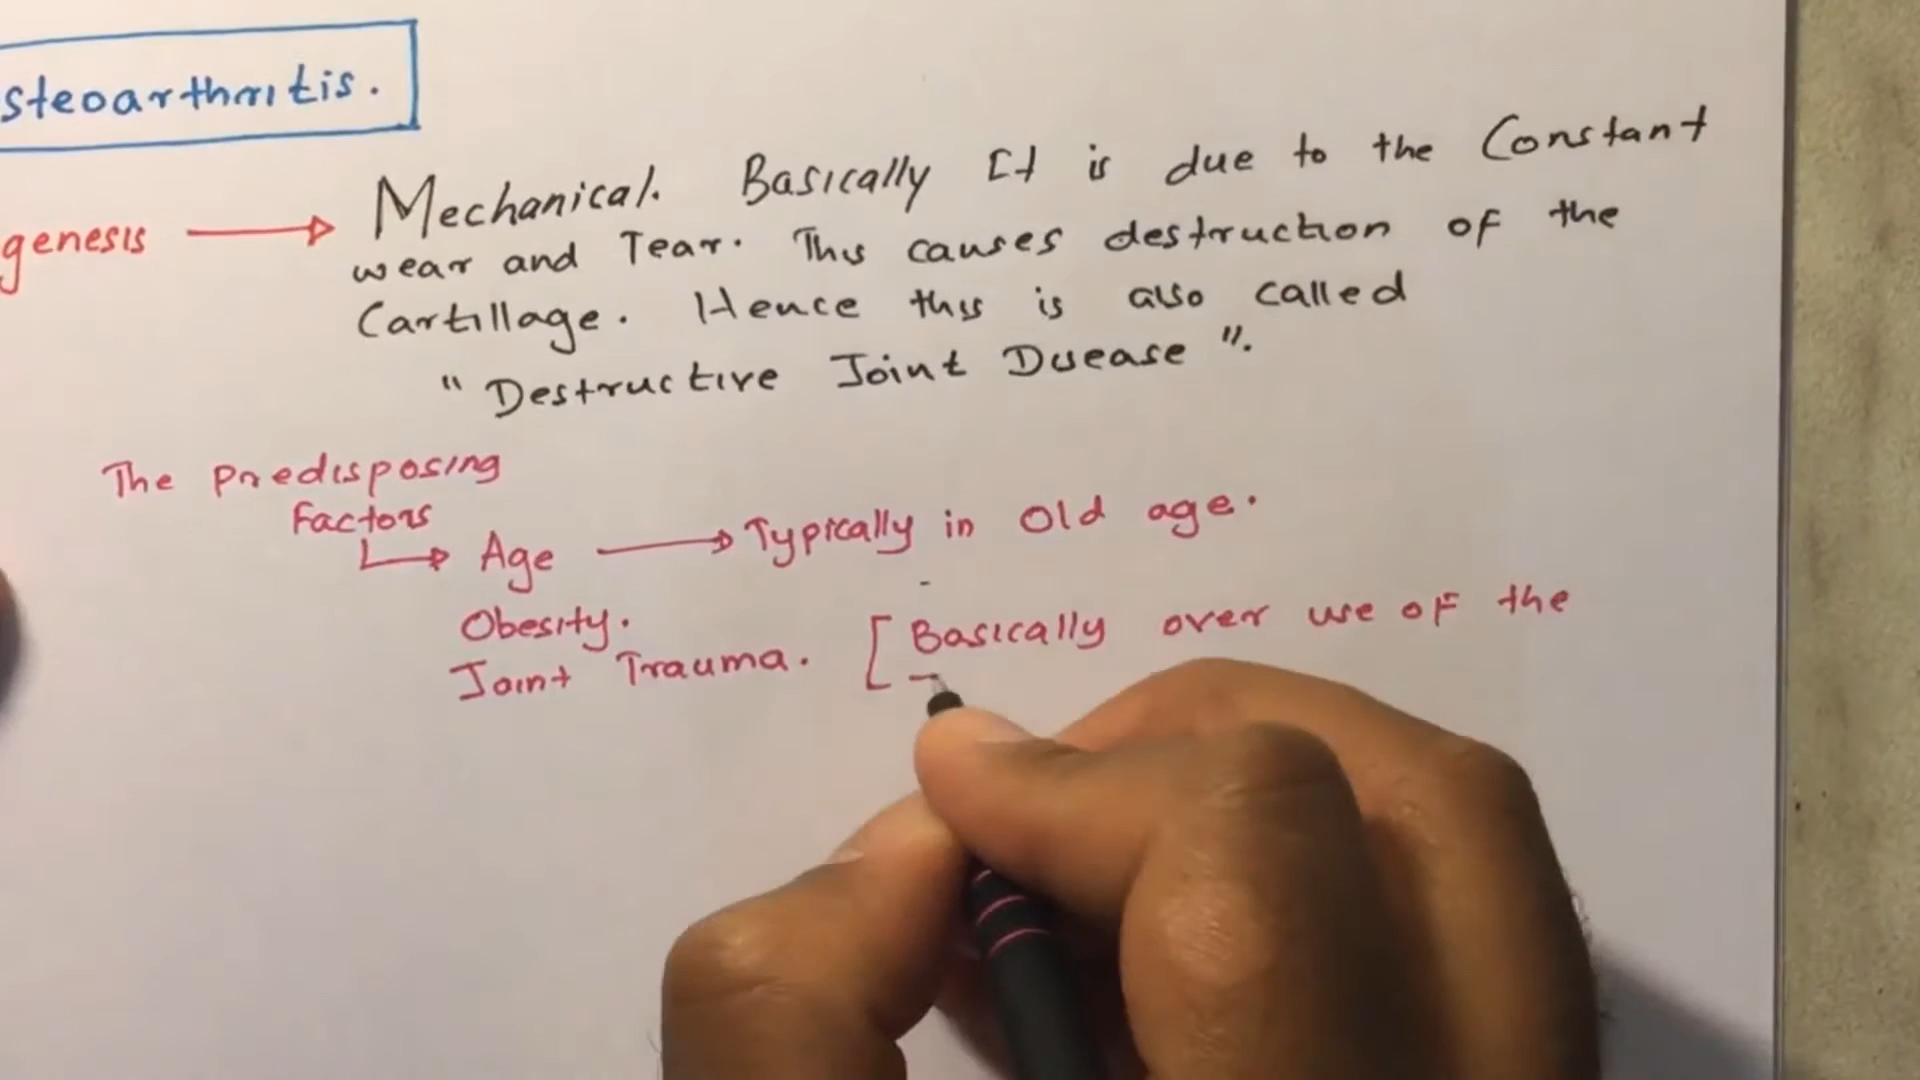 steoarthritis.
genesis → Mechanical. Basically It is due to the Constant
wear and Tear. This causes destruction of the
Cartillage. Hence this is also called
"Destructive Joint Disease".
The Predisposing
Factors
Age → Typically in Old age.
Obesity.
Joint Trauma. [Basically over use of the